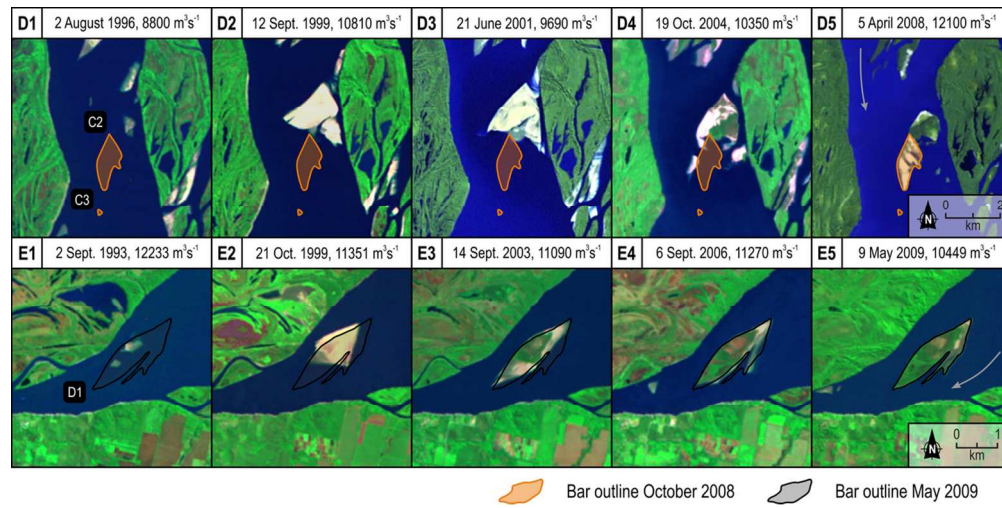 D1 2 August 1996, 8800 m³s⁻¹
D2 12 Sept. 1999, 10810 m³s⁻¹
D3 21 June 2001, 9690 m³s⁻¹
D4 19 Oct. 2004, 10350 m³s⁻¹
D5 5 April 2008, 12100 m³s⁻¹
C2
C3
N 0 2
km
E1 2 Sept. 1993, 12233 m³s⁻¹
E2 21 Oct. 1999, 11351 m³s⁻¹
E3 14 Sept. 2003, 11090 m³s⁻¹
E4 6 Sept. 2006, 11270 m³s⁻¹
E5 9 May 2009, 10449 m³s⁻¹
D1
N 0 1
km
Bar outline October 2008
Bar outline May 2009